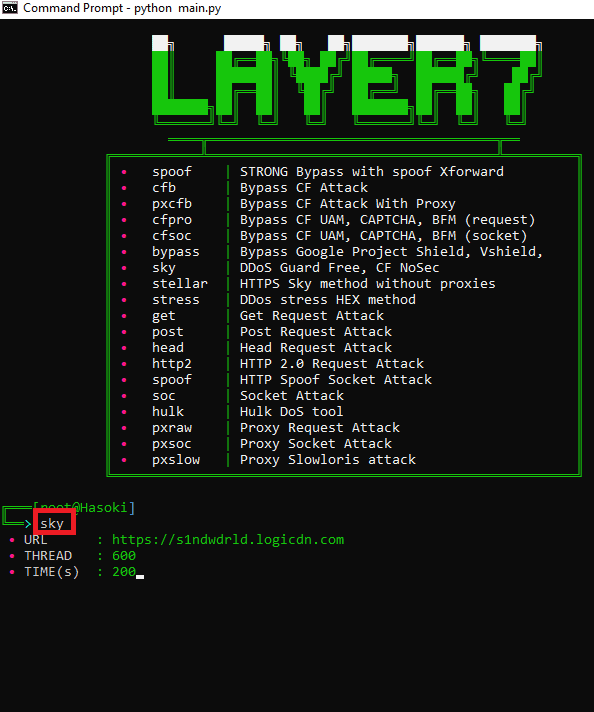 Command Prompt - python main.py
LAYER7
• spoof | STRONG Bypass with spoof Xforward
• cfb | Bypass CF Attack
• pxcfb | Bypass CF Attack With Proxy
• cfpro | Bypass CF UAM, CAPTCHA, BFM (request)
• cfsoc | Bypass CF UAM, CAPTCHA, BFM (socket)
• bypass | Bypass Google Project Shield, Vshield,
• sky | DDoS Guard Free, CF NoSec
• stellar | HTTPS Sky method without proxies
• stress | DDos stress HEX method
• get | Get Request Attack
• post | Post Request Attack
• head | Head Request Attack
• http2 | HTTP 2.0 Request Attack
• spoof | HTTP Spoof Socket Attack
• soc | Socket Attack
• hulk | Hulk DoS tool
• pxraw | Proxy Request Attack
• pxsoc | Proxy Socket Attack
• pxslow | Proxy Slowloris attack
[root@Hasoki]
> sky
• URL : https://s1ndwdrld.logicdn.com
• THREAD : 600
• TIME(s) : 200